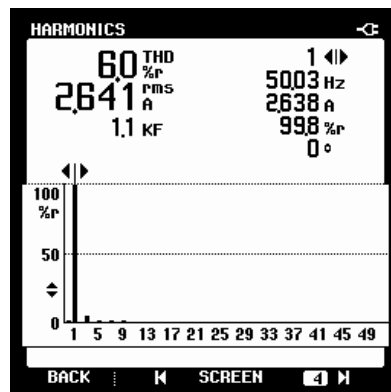 HARMONICS
6.0 THD %r
2.641 rms A
1.1 KF
1
50.03 Hz
2.638 A
99.8 %r
0 °
100
%r
50
0
1 5 9 13 17 21 25 29 33 37 41 45 49
BACK SCREEN 4